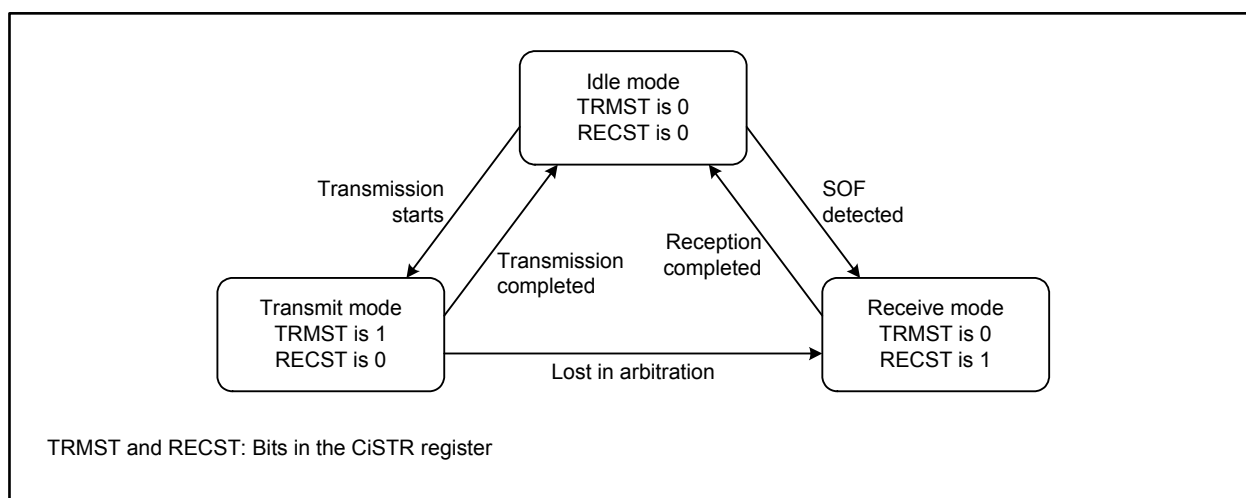 Idle mode
TRMST is 0
RECST is 0
Transmission
starts
SOF
detected
Transmission
completed
Reception
completed
Transmit mode
TRMST is 1
RECST is 0
Receive mode
TRMST is 0
RECST is 1
Lost in arbitration
TRMST and RECST: Bits in the CiSTR register